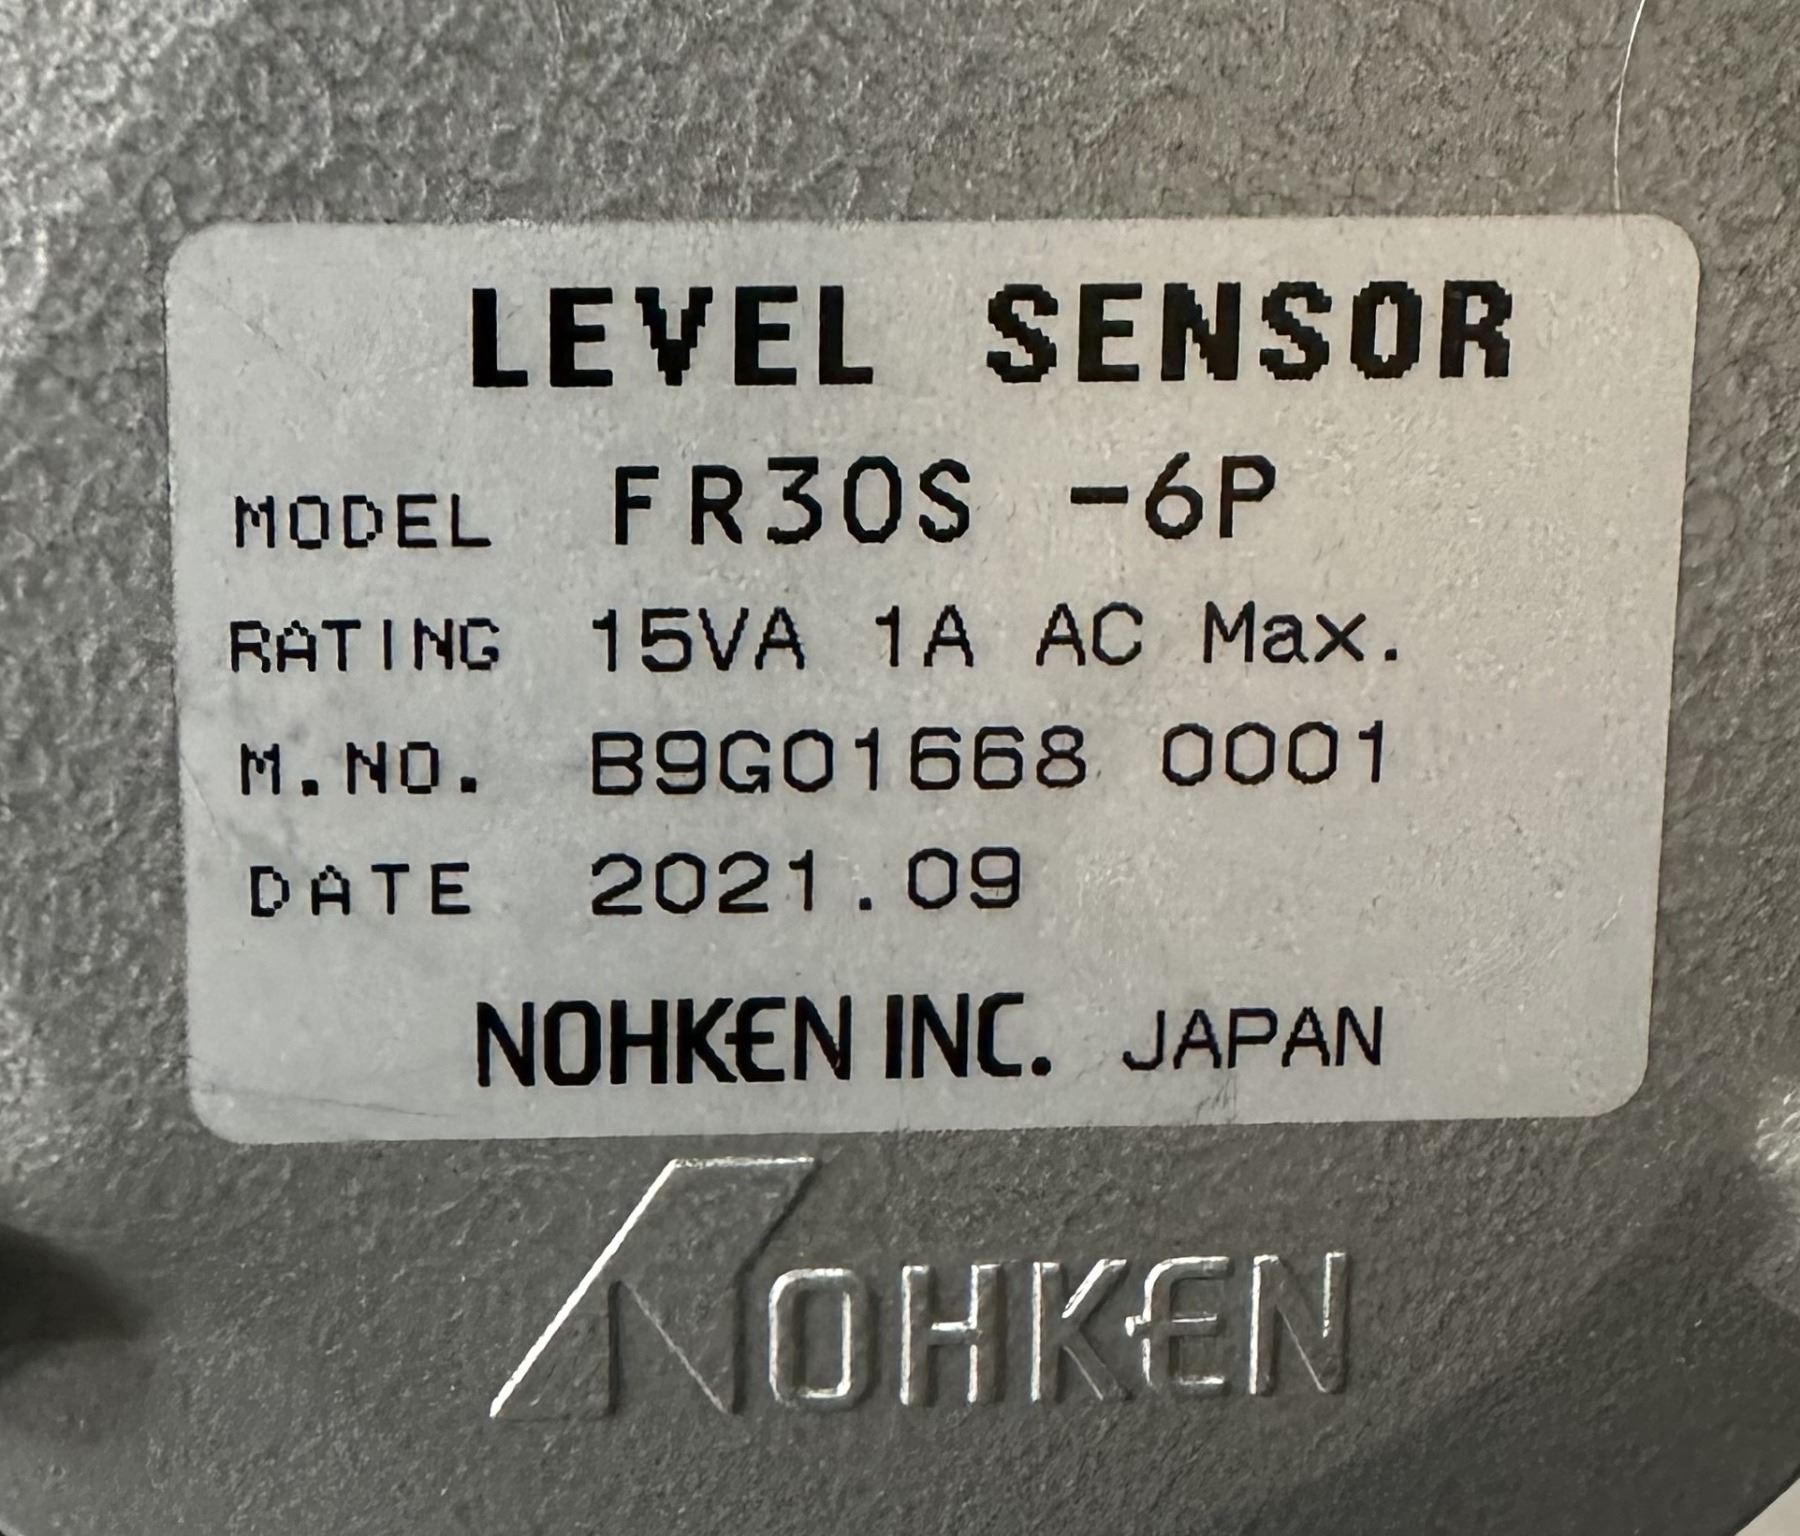 LEVEL SENSOR
MODEL FR30S -6P
RATING 15VA 1A AC Max.
M.NO. B9G01668 0001
DATE 2021.09
NOHKEN INC. JAPAN
NOHKEN